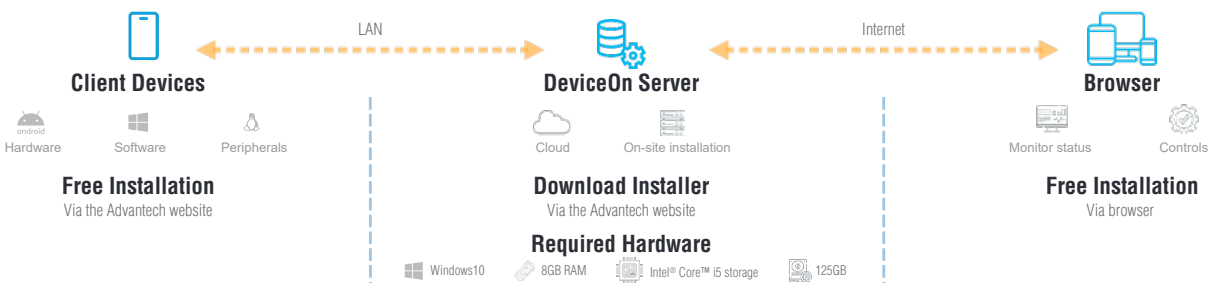 LAN
Internet
Client Devices
DeviceOn Server
Browser
android
Hardware
Software
Peripherals
Cloud
On-site installation
Monitor status
Controls
Free Installation
Via the Advantech website
Download Installer
Via the Advantech website
Free Installation
Via browser
Required Hardware
Windows10
8GB RAM
Intel® Core™ i5 storage
125GB